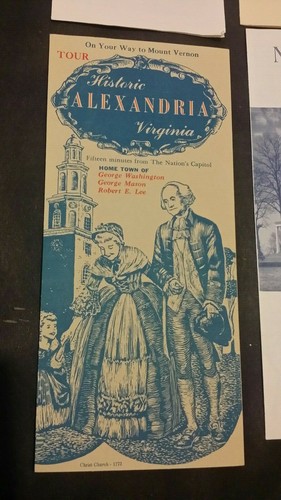 On Your Way to Mount Vernon
TOUR
Historic
ALEXANDRIA
Virginia
Fifteen minutes from The Nation's Capitol
HOME TOWN OF
George Washington
George Mason
Robert E. Lee
Christ Church - 1773
N